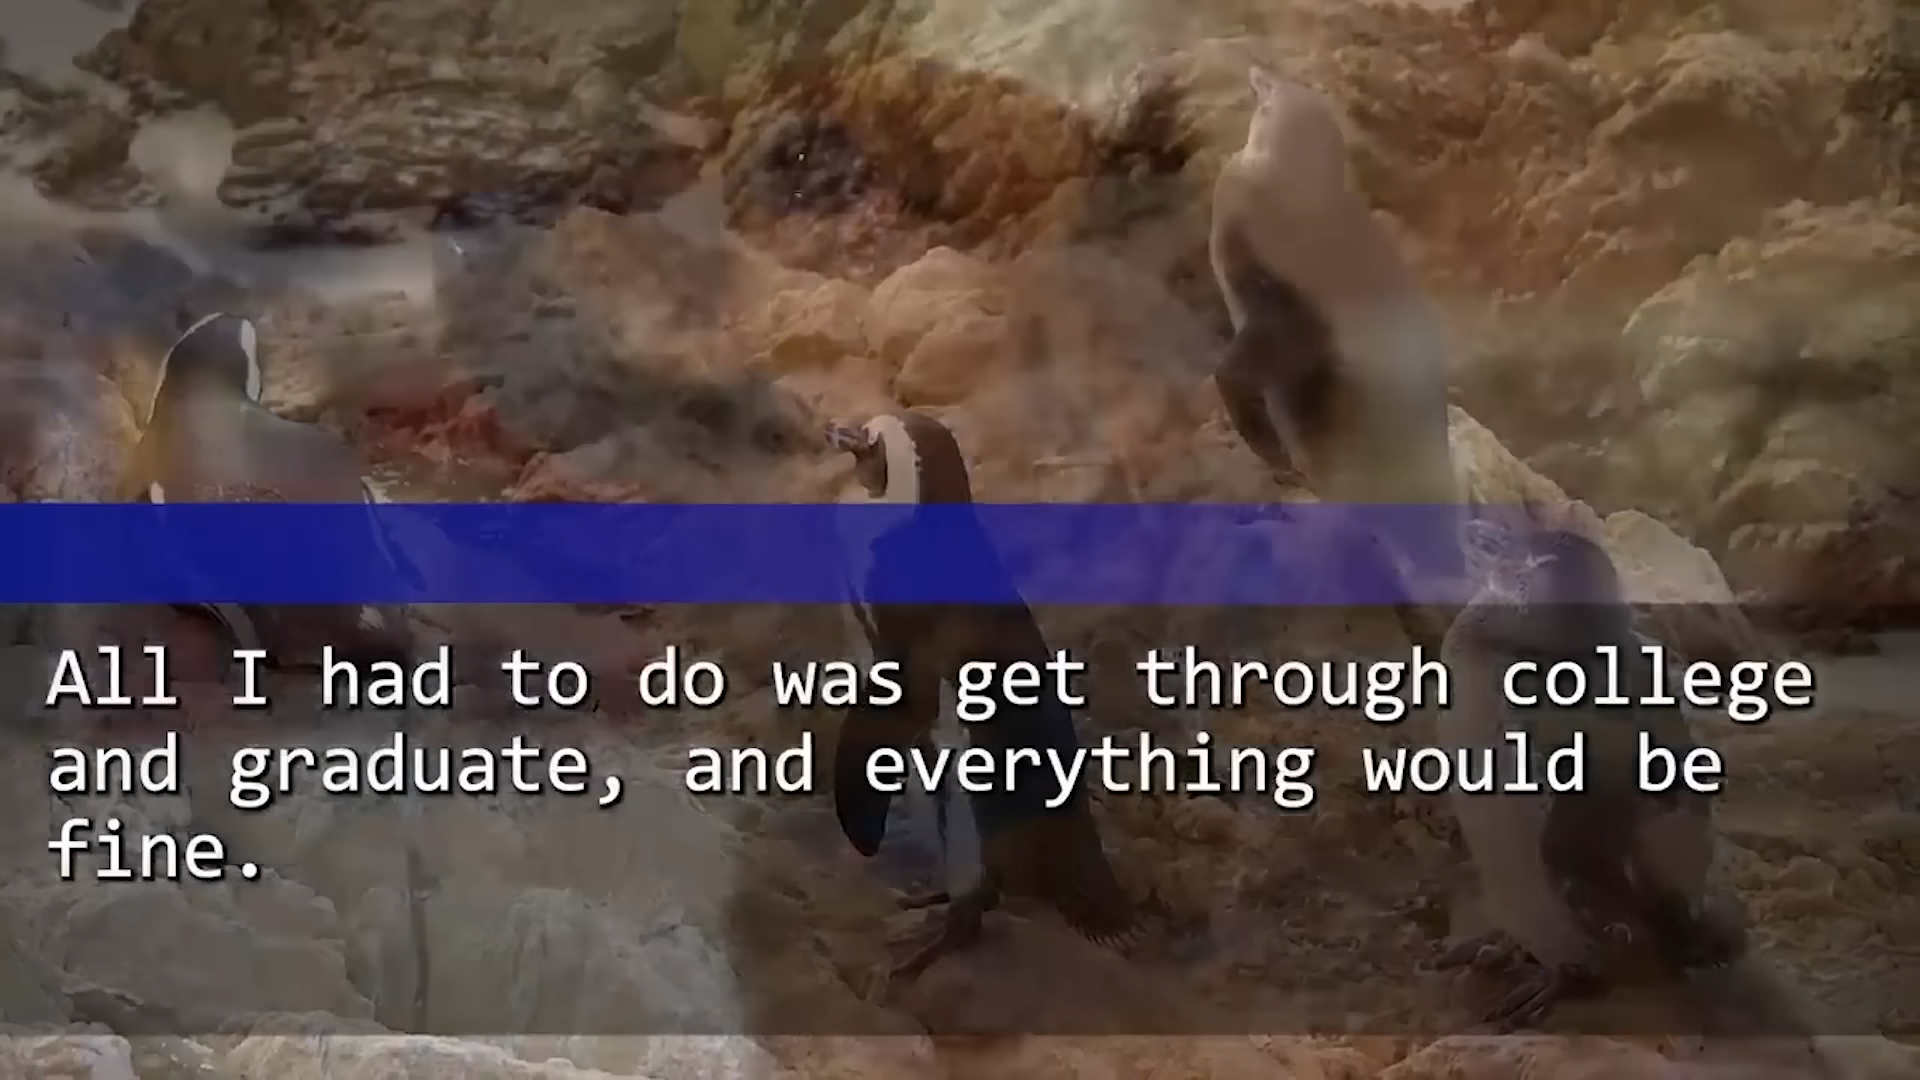 All I had to do was get through college
and graduate, and everything would be
fine.